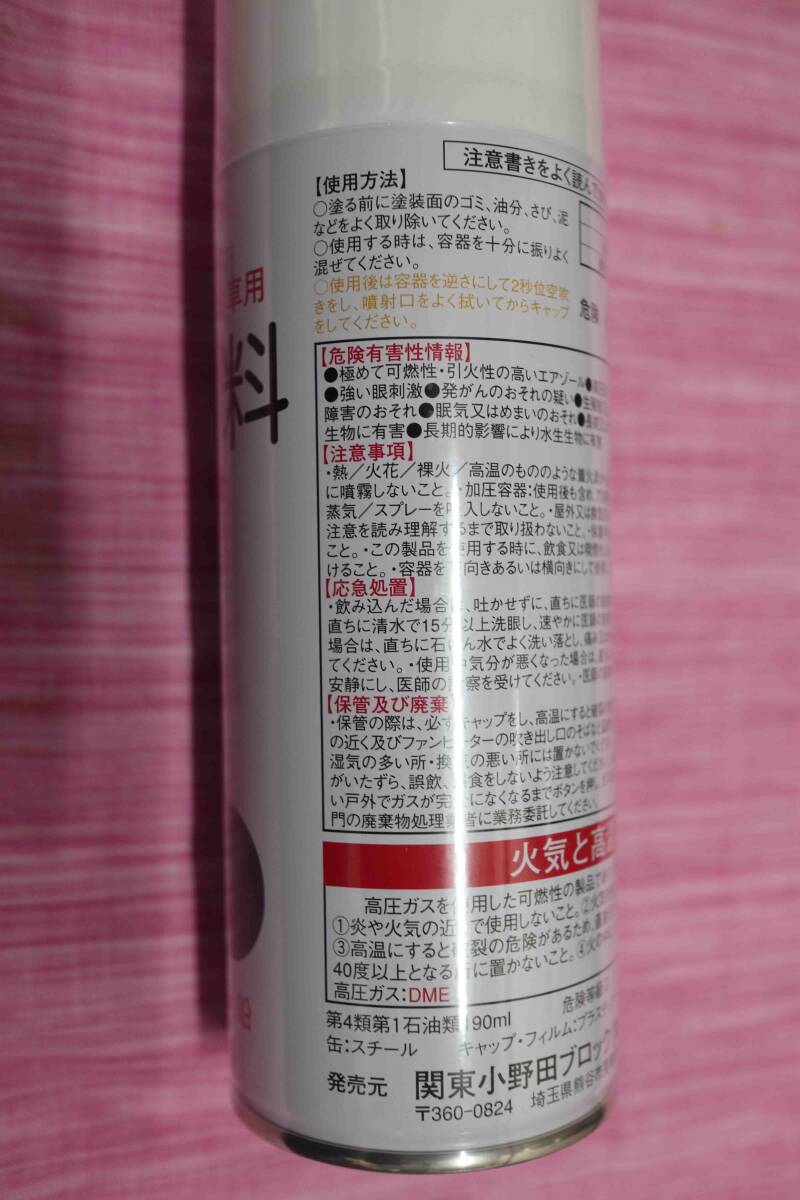 注意書きをよく読んで
【使用方法】
○塗る前に塗装面のゴミ、油分、さび、泥
などをよく取り除いてください。
○使用する時は、容器を十分に振りよく
混ぜてください。
○使用後は容器を逆さにして2秒位空吹
きをし、噴射口をよく拭いてからキャップ
をしてください。
車用
料
危険
【危険有害性情報】
●極めて可燃性・引火性の高いエアゾール●
●強い眼刺激●発がんのおそれの疑い●生
障害のおそれ●眠気又はめまいのおそれ●長
生物に有害●長期的影響により水生生物に有害
【注意事項】
・熱／火花／裸火／高温のもののような着火
に噴霧しないこと。・加圧容器:使用後も含め、
蒸気／スプレーを吸入しないこと。・屋外又は
注意を読み理解するまで取り扱わないこと。
こと。・この製品を使用する時に、飲食又は喫煙
けること。・容器を下向きあるいは横向きにして
【応急処置】
・飲み込んだ場合は、吐かせずに、直ちに医師
直ちに清水で15分以上洗眼し、速やかに医師
場合は、直ちに石けん水でよく洗い落とし、痛み
てください。・使用中気分が悪くなった場合は、
安静にし、医師の診察を受けてください。・医師
【保管及び廃棄】
・保管の際は、必ずキャップをし、高温にすると
の近く及びファンヒーターの吹き出し口のそばなど
湿気の多い所・換気の悪い所には置かないで
がいたずら、誤飲、誤食をしないよう注意してくださ
い戸外でガスが完全になくなるまでボタンを押し、
門の廃棄物処理業者に業務委託してください。
火気と高温
高圧ガスを使用した可燃性の製品で
①炎や火気の近くで使用しないこと。②火気
③高温にすると破裂の危険があるため、
40度以上となる所に置かないこと。④火の
高圧ガス:DME
第4類第1石油類 190ml 危険等級
缶:スチール キャップ・フィルム:プラスチ
発売元 関東小野田ブロック
〒360-0824 埼玉県熊谷市